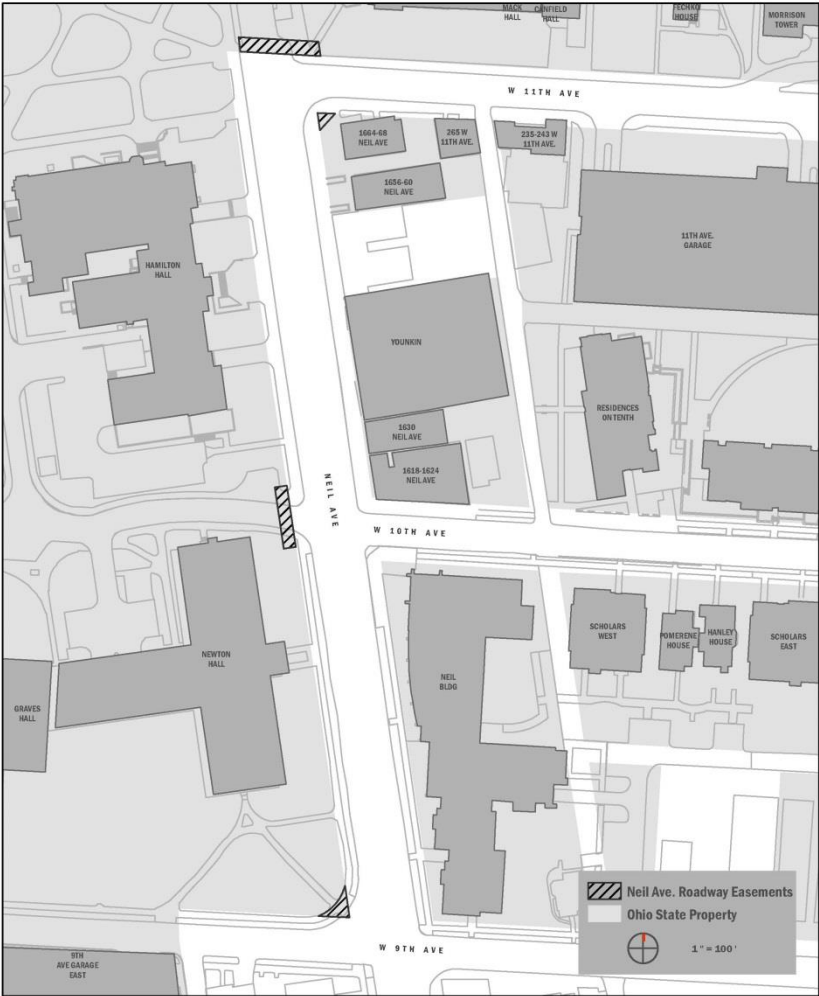 MACK
HALL
CANFIELD
HALL
FECHKO
HOUSE
MORRISON
TOWER
W 11TH AVE
1664-68
NEIL AVE
265 W
11TH AVE.
235-243 W
11TH AVE.
1656-60
NEIL AVE
11TH AVE.
GARAGE
HAMILTON
HALL
YOUNKIN
RESIDENCES
ON TENTH
1630
NEIL AVE
1618-1624
NEIL AVE
NEIL AVE
W 10TH AVE
SCHOLARS
WEST
POMERENE
HOUSE
HANLEY
HOUSE
SCHOLARS
EAST
NEWTON
HALL
NEIL
BLDG
GRAVES
HALL
Neil Ave. Roadway Easements
Ohio State Property
1" = 100'
W 9TH AVE
9TH
AVE GARAGE
EAST